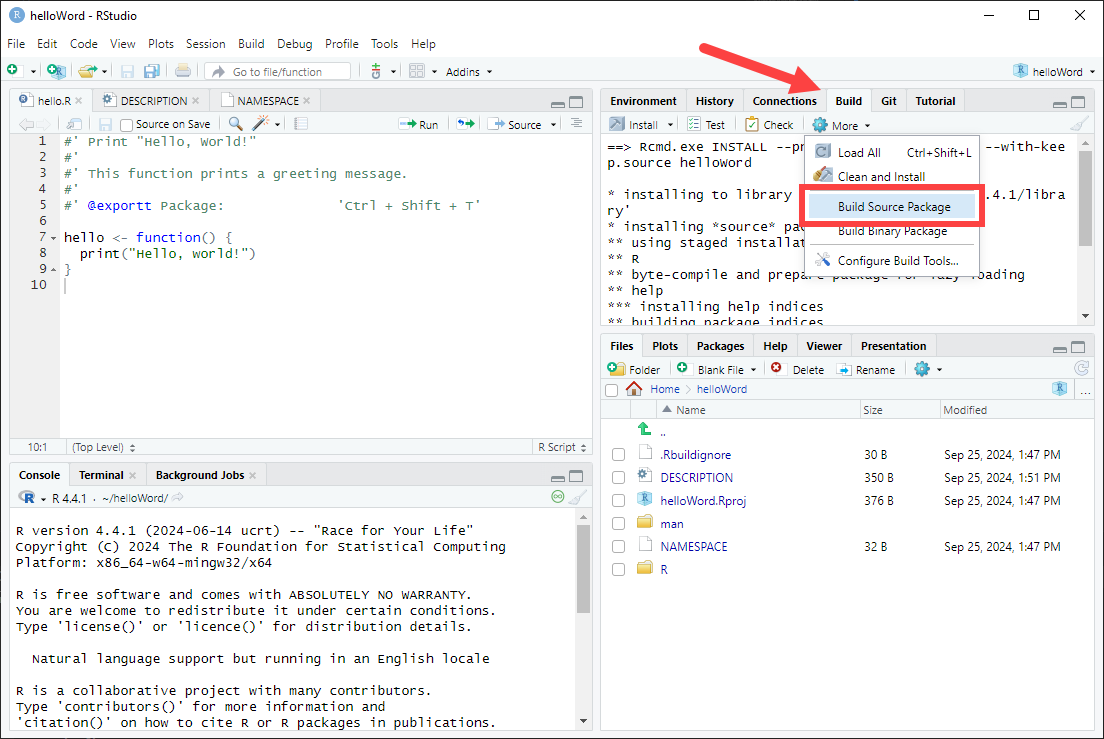 helloWord - RStudio
File Edit Code View Plots Session Build Debug Profile Tools Help
Go to file/function Addins helloWord
hello.R DESCRIPTION NAMESPACE
Source on Save Run Source
1 #' Print "Hello, World!"
2 #'
3 #' This function prints a greeting message.
4 #'
5 #' @exportt Package: 'Ctrl + Shift + T'
6
7 hello <- function() {
8 print("Hello, world!")
9 }
10
10:1 (Top Level) R Script
Console Terminal Background Jobs
R 4.4.1 · ~/helloWord/
R version 4.4.1 (2024-06-14 ucrt) -- "Race for Your Life"
Copyright (C) 2024 The R Foundation for Statistical Computing
Platform: x86_64-w64-mingw32/x64
R is free software and comes with ABSOLUTELY NO WARRANTY.
You are welcome to redistribute it under certain conditions.
Type 'license()' or 'licence()' for distribution details.
Natural language support but running in an English locale
R is a collaborative project with many contributors.
Type 'contributors()' for more information and
'citation()' on how to cite R or R packages in publications.
Environment History Connections Build Git Tutorial
Install Test Check More
==> Rcmd.exe INSTALL --with-kee
p.source helloword
* installing to library .4.1/libra
ry'
* installing *source*
** using staged
** R
** byte-compile and prepare package for lazy loading
** help
*** installing help indices
** building package indices
Load All Ctrl+Shift+L
Clean and Install
Build Source Package
Build Binary Package
Configure Build Tools...
Files Plots Packages Help Viewer Presentation
Folder Blank File Delete Rename
Home helloWord
...
Name Size Modified
..
.Rbuildignore 30 B Sep 25, 2024, 1:47 PM
DESCRIPTION 350 B Sep 25, 2024, 1:51 PM
helloWord.Rproj 376 B Sep 25, 2024, 1:47 PM
man
NAMESPACE 32 B Sep 25, 2024, 1:47 PM
R